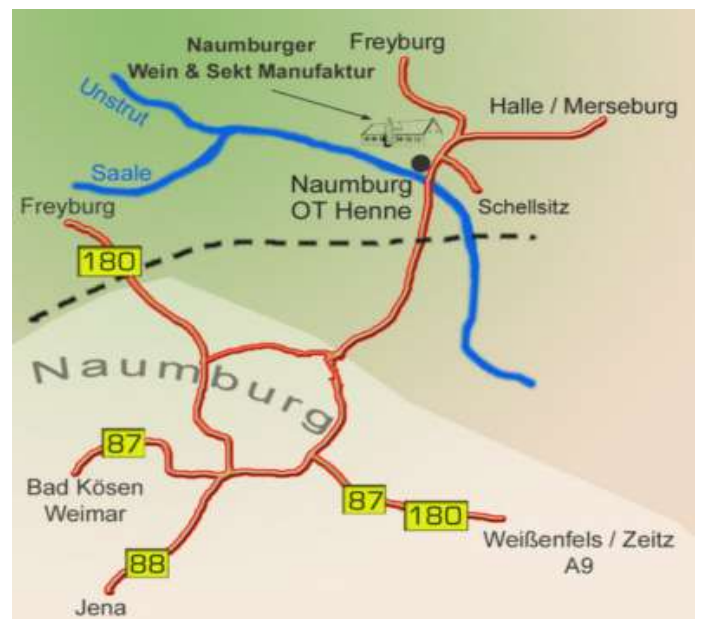 Naumburger
Wein & Sekt Manufaktur
Freyburg
Halle / Merseburg
Unstrut
Saale
Naumburg
OT Henne
Schellsitz
Freyburg
180
Naumburg
87
Bad Kösen
Weimar
87
180
Weißenfels / Zeitz
A9
88
Jena